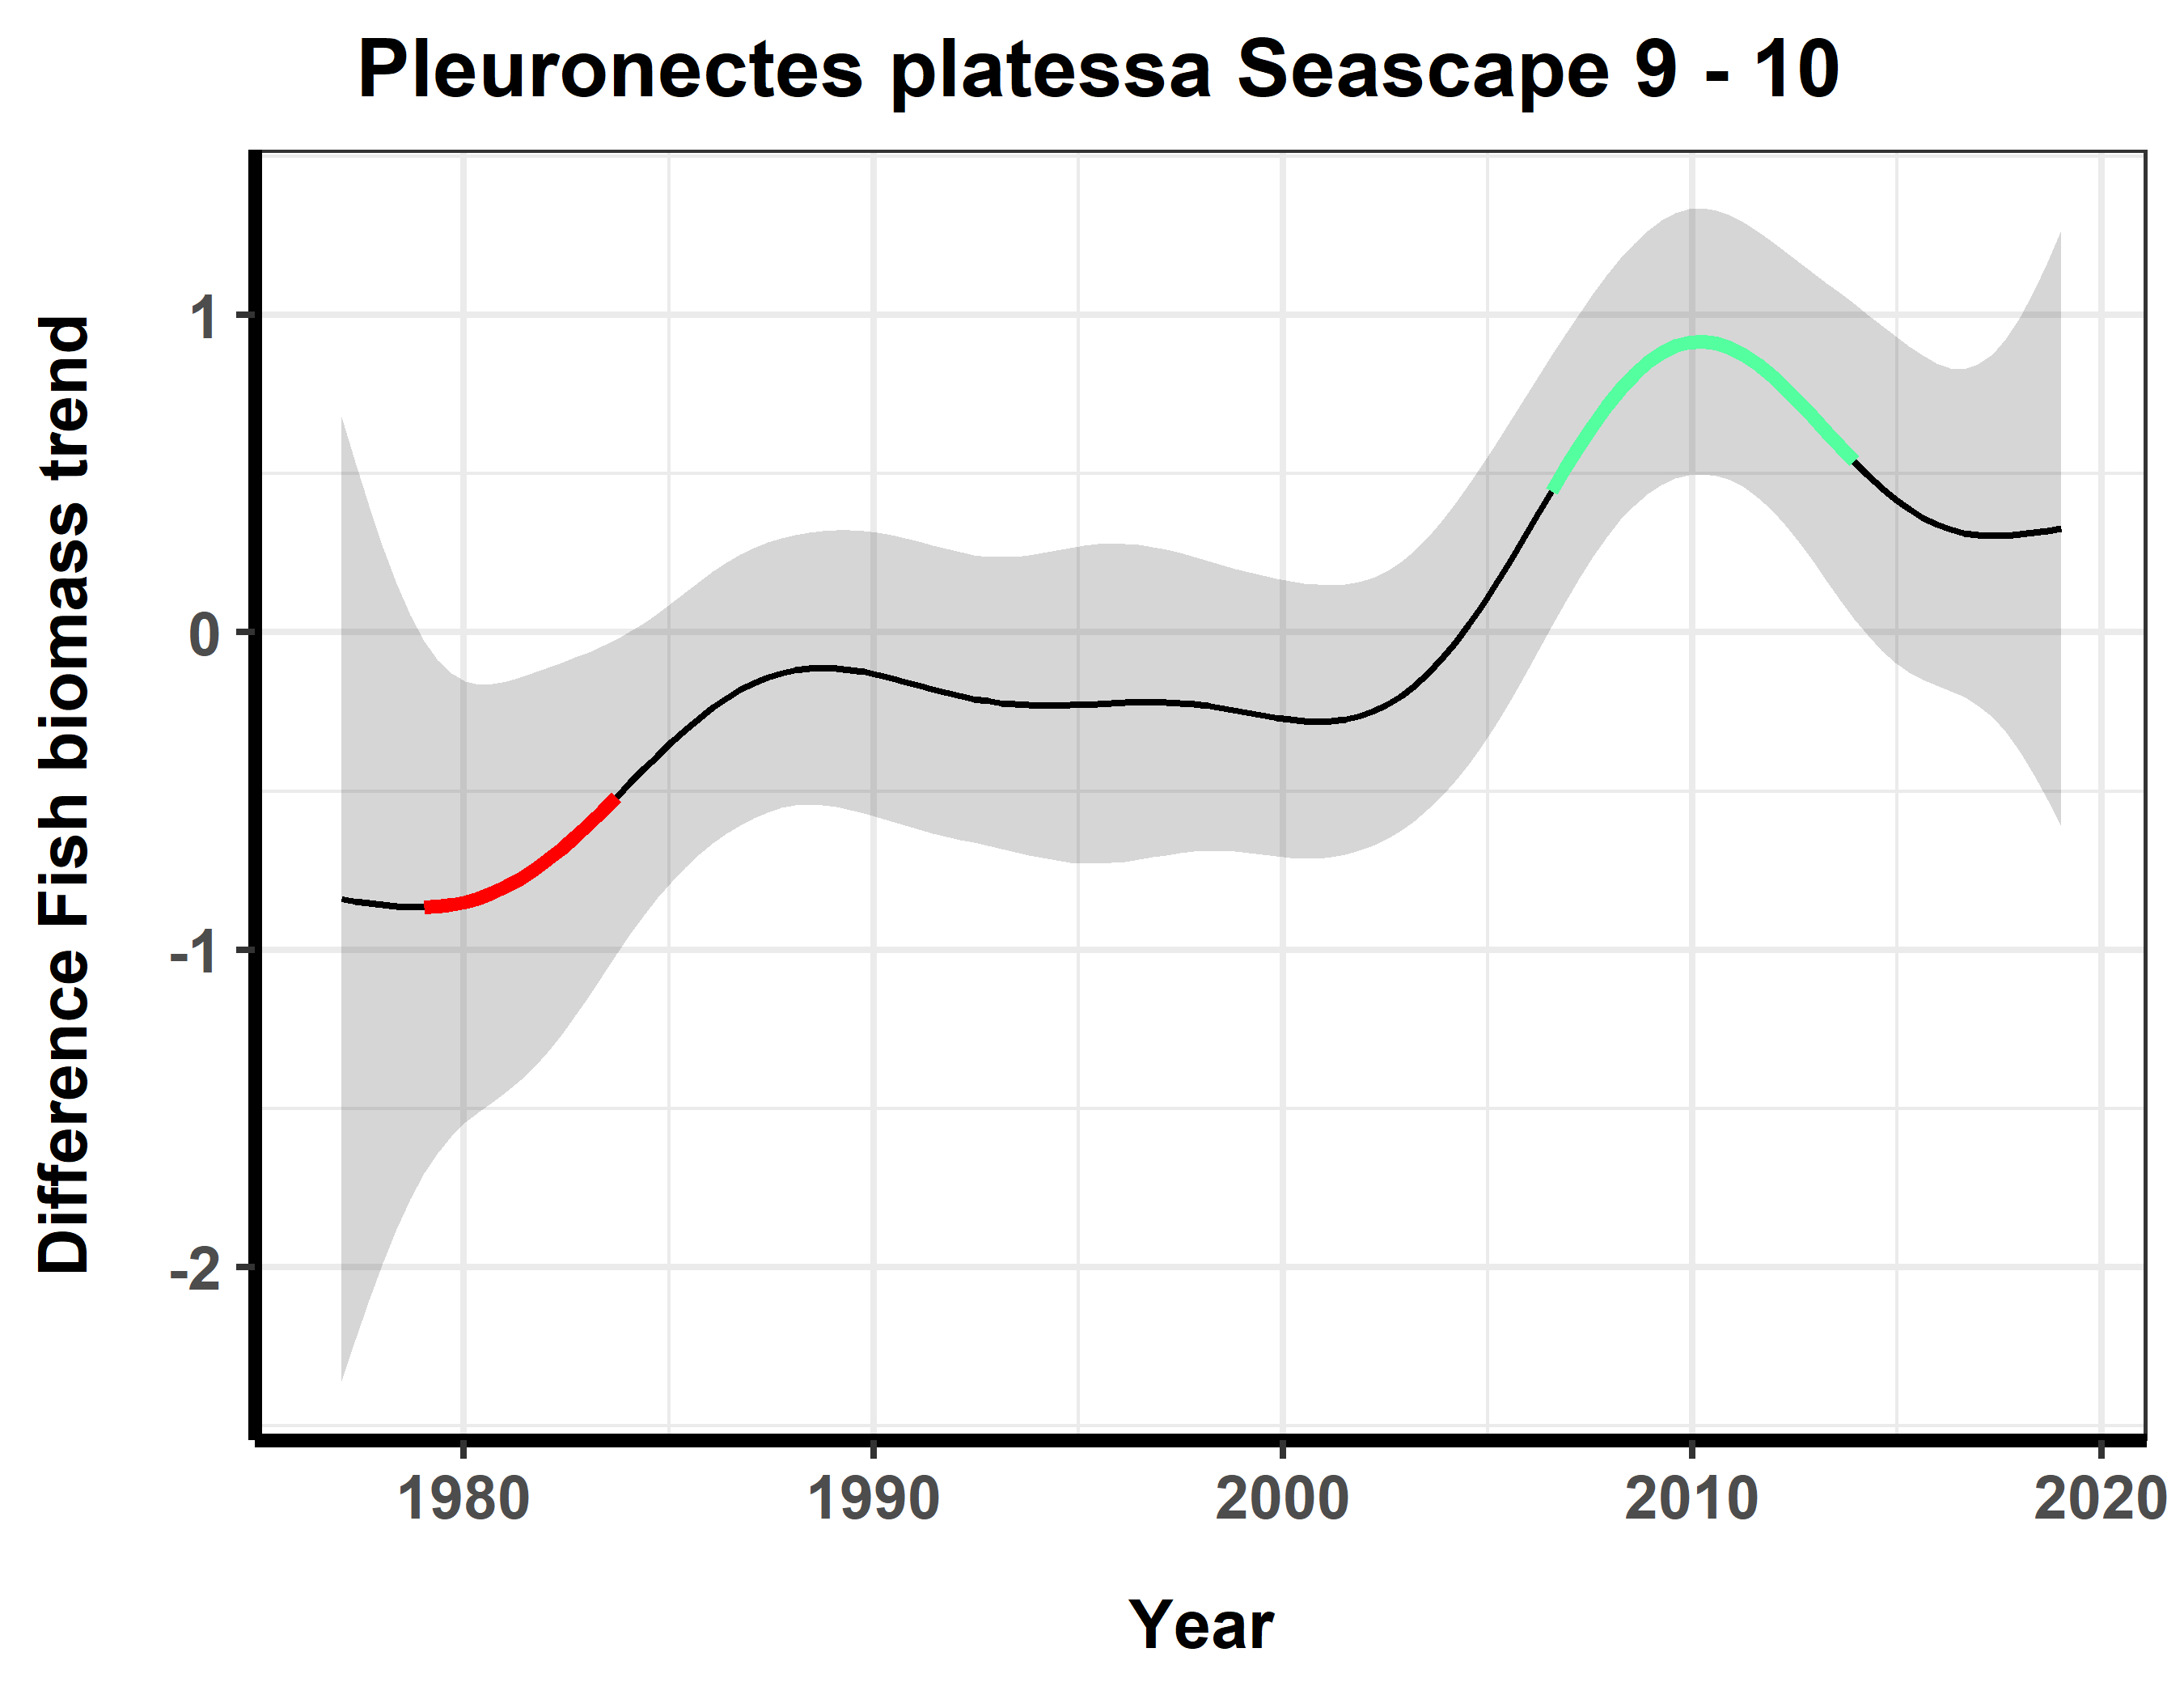 Pleuronectes platessa Seascape 9 - 10
Difference Fish biomass trend
1
0
-1
-2
1980 1990 2000 2010 2020
Year